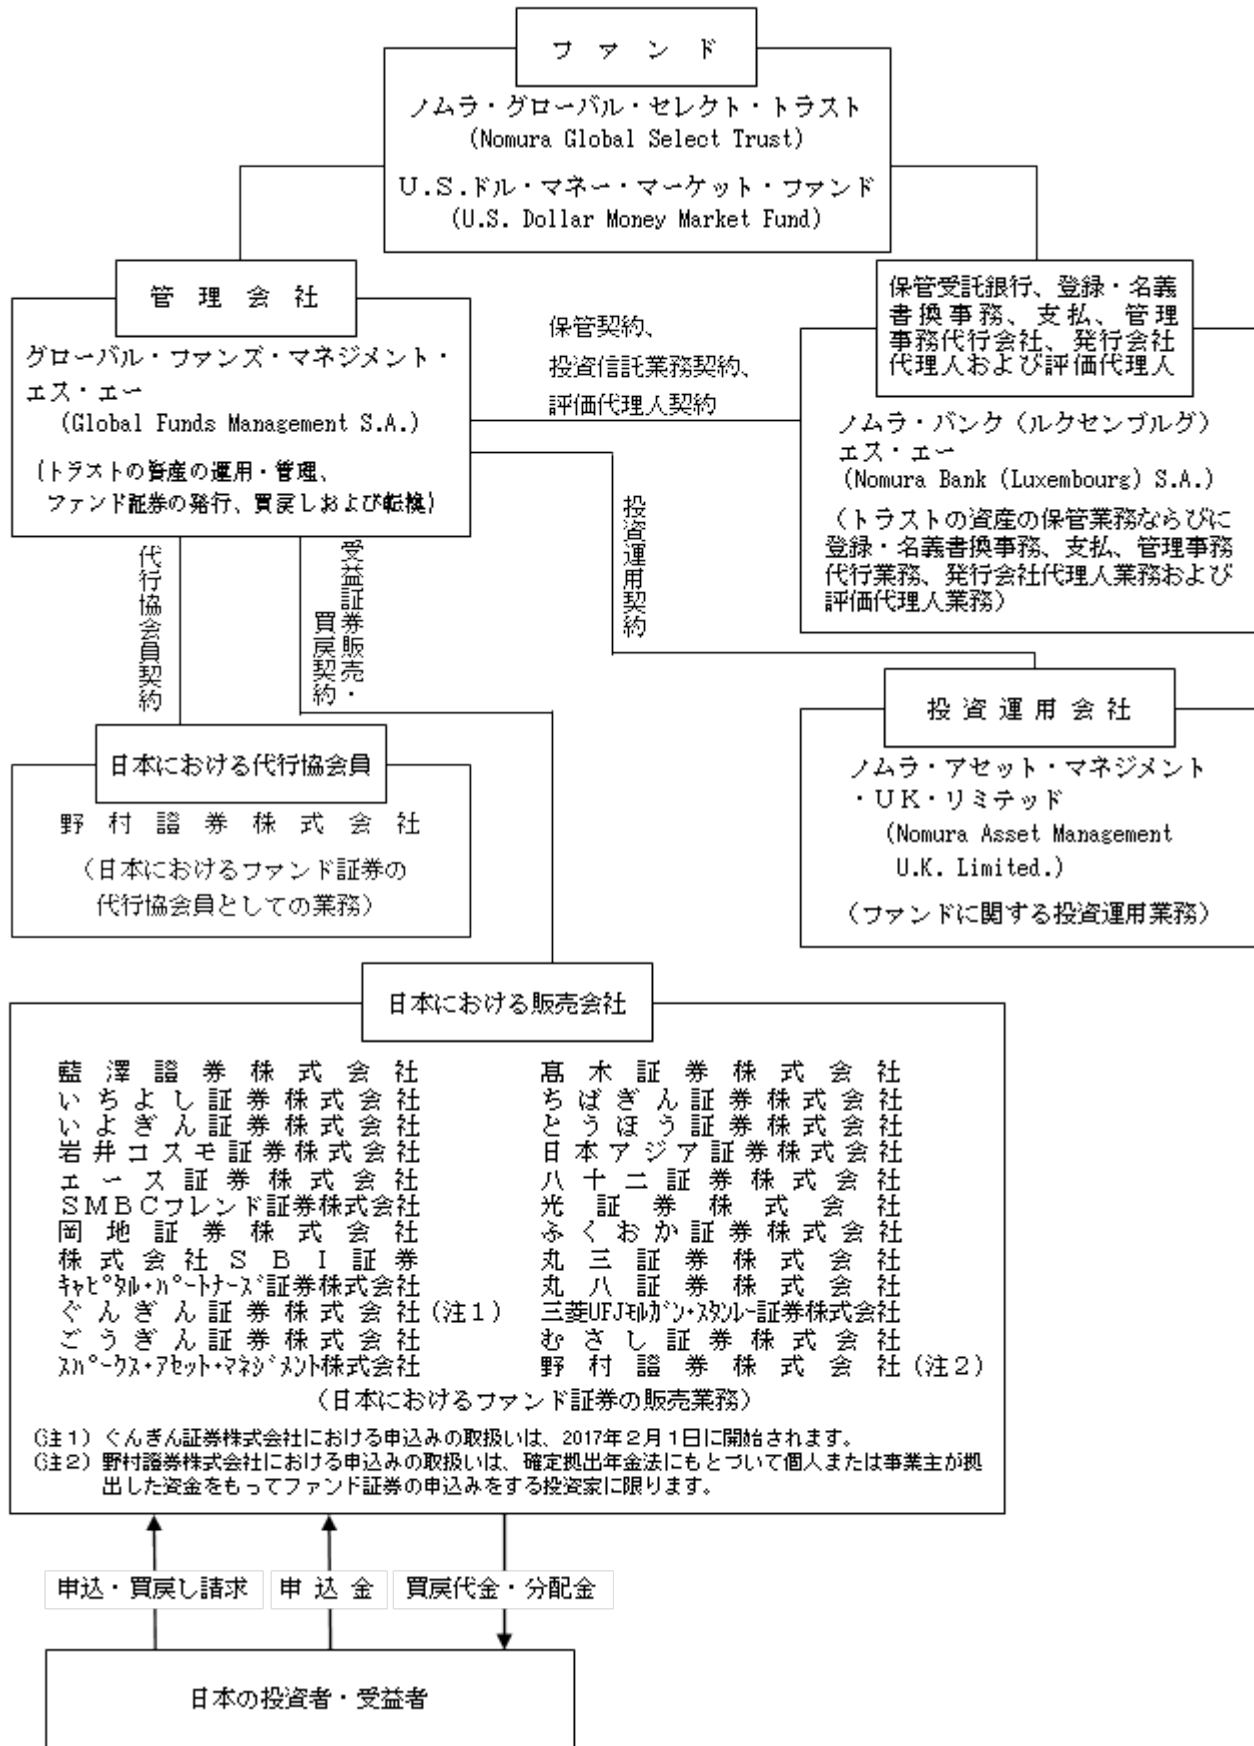 ファンド
ノムラ・グローバル・セレクト・トラスト
(Nomura Global Select Trust)
U.S.ドル・マネー・マーケット・ファンド
(U.S. Dollar Money Market Fund)
管理会社
グローバル・ファンズ・マネジメント・
エス・エー
(Global Funds Management S.A.)
(トラストの資産の運用・管理、
ファンド証券の発行、買戻しおよび転換)
保管契約、
投資信託業務契約、
評価代理人契約
保管受託銀行、登録・名義
書換事務、支払、管理
事務代行会社、発行会社
代理人および評価代理人
ノムラ・バンク(ルクセンブルグ)
エス・エー
(Nomura Bank (Luxembourg) S.A.)
(トラストの資産の保管業務ならびに
登録・名義書換事務、支払、管理事務
代行業務、発行会社代理人業務および
評価代理人業務)
代行協会員契約
受益証券販売・
買戻契約
投資運用契約
投資運用会社
ノムラ・アセット・マネジメント
・UK・リミテッド
(Nomura Asset Management
U.K. Limited.)
(ファンドに関する投資運用業務)
日本における代行協会員
野村證券株式会社
(日本におけるファンド証券の
代行協会員としての業務)
日本における販売会社
藍澤證券株式会社
いちよし証券株式会社
いよぎん証券株式会社
岩井コスモ証券株式会社
エース証券株式会社
SMBCフレンド証券株式会社
岡地証券株式会社
株式会社SBI証券
キャピタル・パートナーズ証券株式会社
ぐんぎん証券株式会社(注1)
ごうぎん証券株式会社
スパークス・アセット・マネジメント株式会社
髙木証券株式会社
ちばぎん証券株式会社
とうほう証券株式会社
日本アジア証券株式会社
八十二証券株式会社
光証券株式会社
ふくおか証券株式会社
丸三証券株式会社
丸八証券株式会社
三菱UFJモルガン・スタンレー証券株式会社
むさし証券株式会社
野村證券株式会社(注2)
(日本におけるファンド証券の販売業務)
(注1)ぐんぎん証券株式会社における申込みの取扱いは、2017年2月1日に開始されます。
(注2)野村證券株式会社における申込みの取扱いは、確定拠出年金法にもとづいて個人または事業主が拠
出した資金をもってファンド証券の申込みをする投資家に限ります。
申込・買戻し請求
申込金
買戻代金・分配金
日本の投資者・受益者